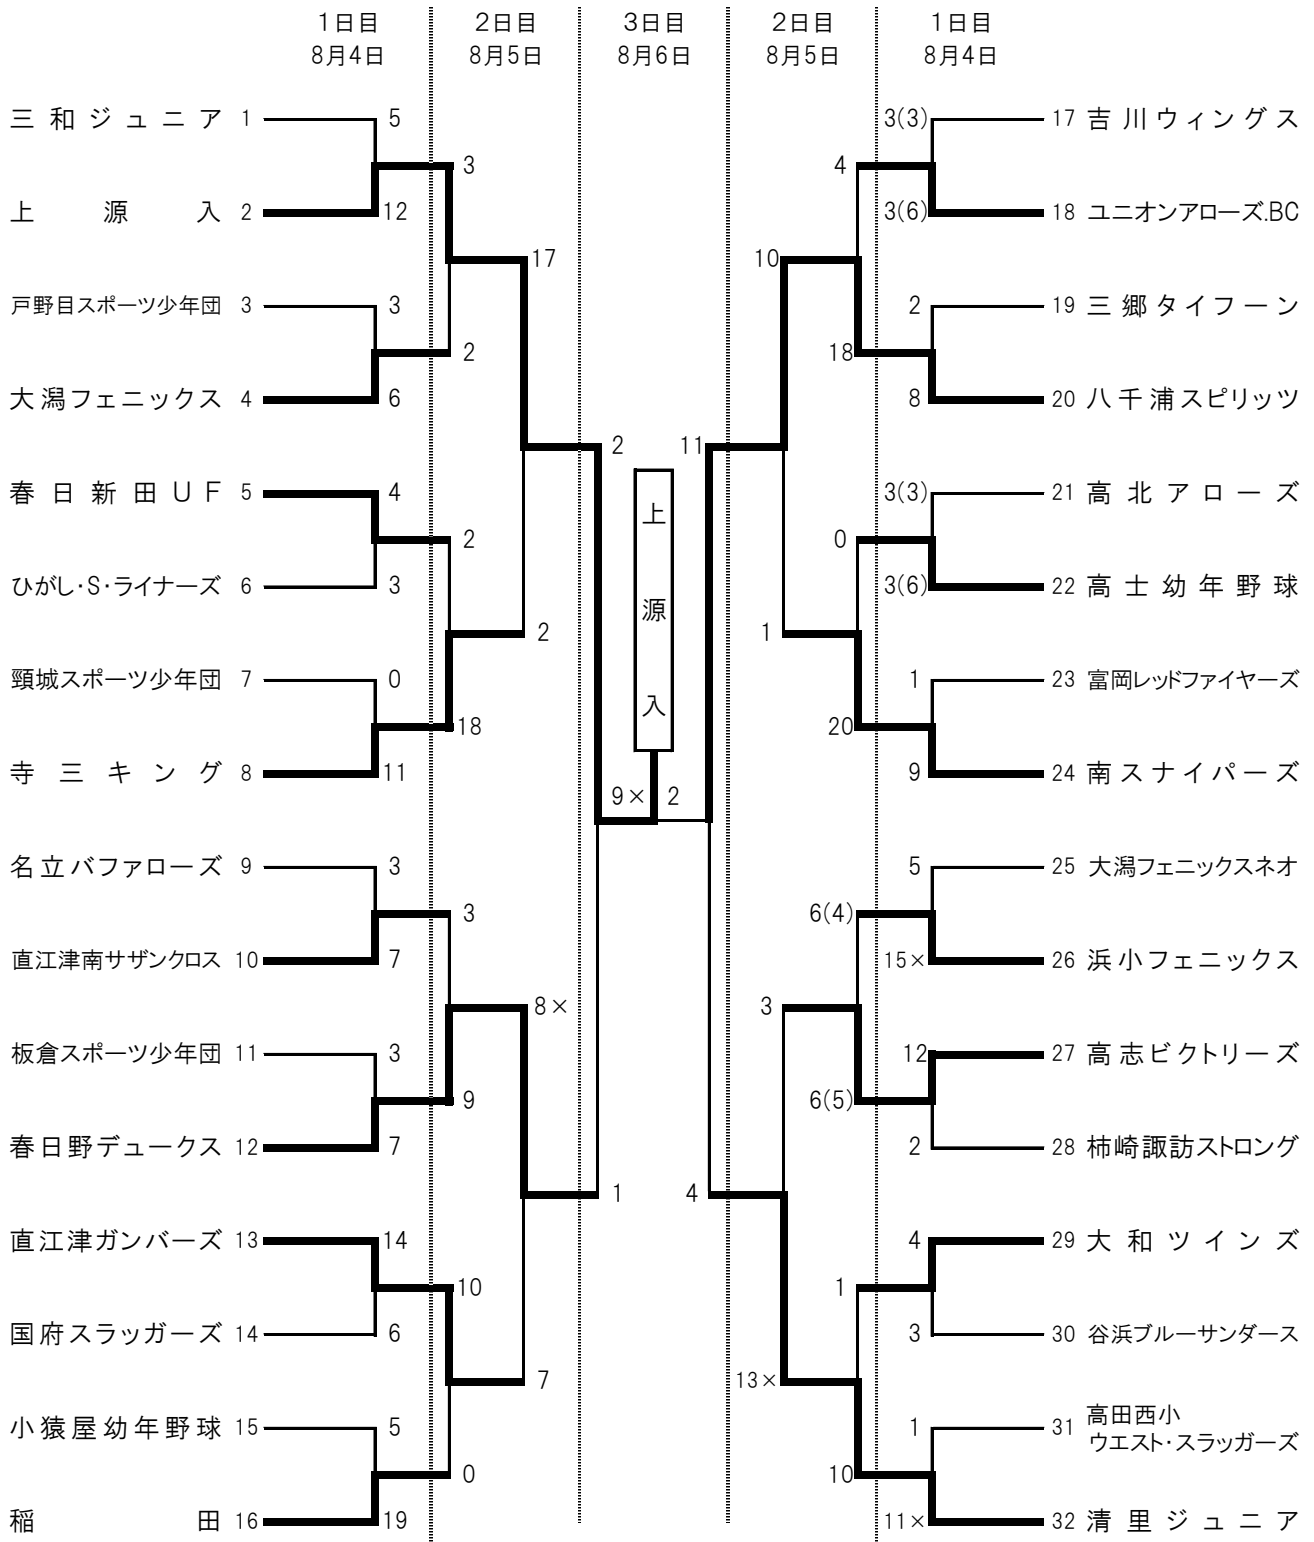 1日目 2日目 3日目 2日目 1日目
8月4日 8月5日 8月6日 8月5日 8月4日
三和ジュニア 1 5 3(3) 17 吉川ウィングス
3 4
上源入 2 12 3(6) 18 ユニオンアローズ.BC
17 10
戸野目スポーツ少年団 3 3 2 19 三郷タイフーン
2 18
大潟フェニックス 4 6 8 20 八千浦スピリッツ
2 11
春日新田UF 5 4 3(3) 21 高北アローズ
上源入
2 0
ひがし・S・ライナーズ 6 3 3(6) 22 高士幼年野球
2 1
頸城スポーツ少年団 7 0 1 23 富岡レッドファイヤーズ
18 20
寺三キング 8 11 9 24 南スナイパーズ
9× 2
名立バファローズ 9 3 5 25 大潟フェニックスネオ
3 6(4)
直江津南サザンクロス 10 7 15× 26 浜小フェニックス
8× 3
板倉スポーツ少年団 11 3 12 27 高志ビクトリーズ
9 6(5)
春日野デュークス 12 7 2 28 柿崎諏訪ストロング
1 4
直江津ガンバーズ 13 14 4 29 大和ツインズ
10 1
国府スラッガーズ 14 6 3 30 谷浜ブルーサンダース
7 13×
小猿屋幼年野球 15 5 1 31 高田西小
ウエスト・スラッガーズ
0 10
稲田 16 19 11× 32 清里ジュニア